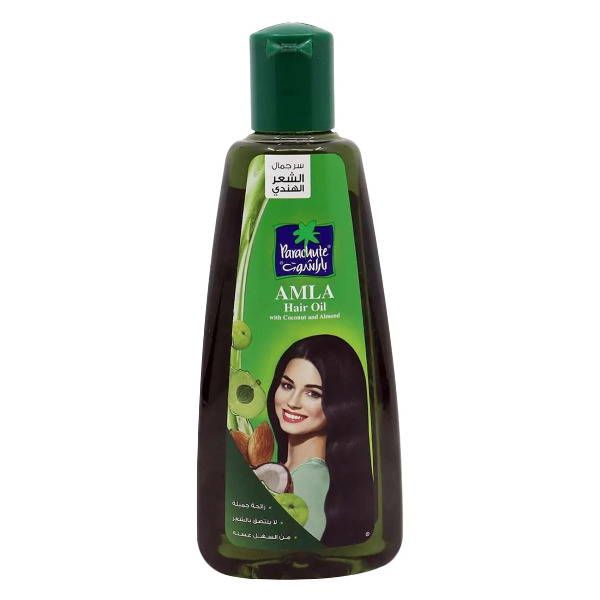 سر جمال
الشعر
الهندي
Parachute®
باراشوت®
AMLA
Hair Oil
with Coconut and Almond
• رائحة جميلة
• لا يلتصق بالشعر
• من السهل غسله